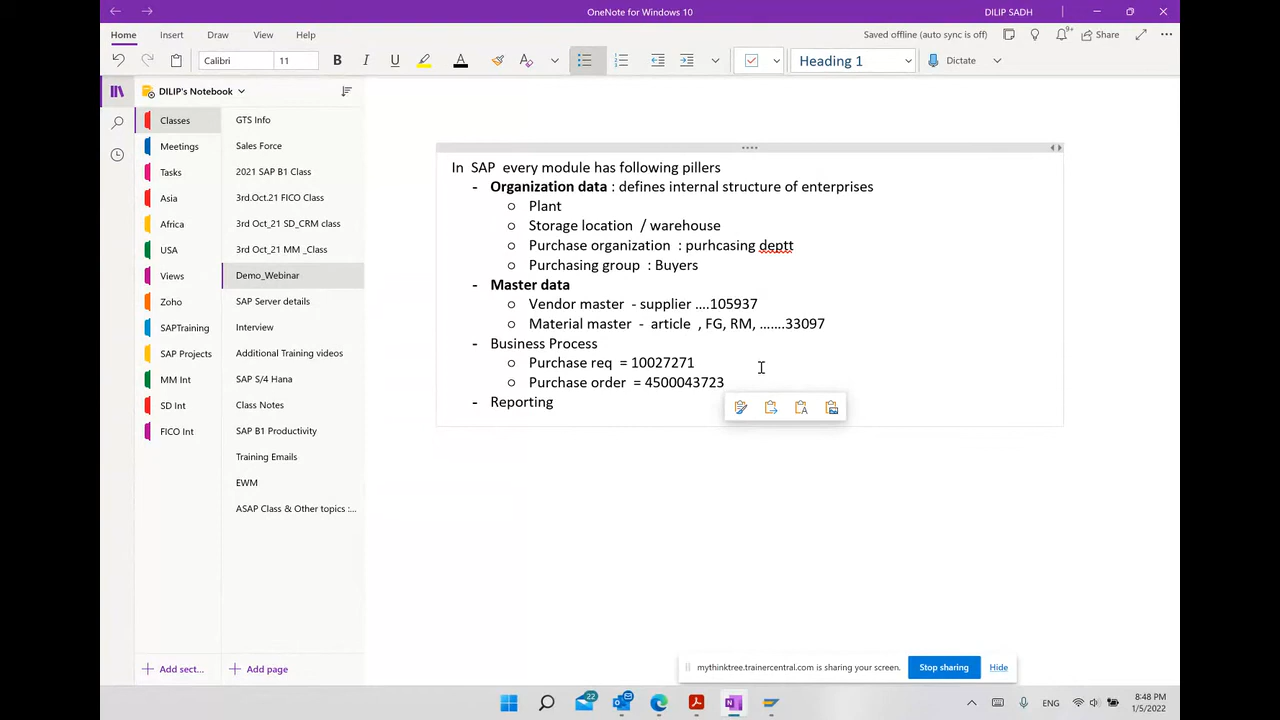 OneNote for Windows 10
DILIP SADH
Home
Insert
Draw
View
Help
Saved offline (auto sync is off)
9+
Share
Calibri
11
B
I
U
A
Heading 1
Dictate
DILIP's Notebook
Classes
GTS Info
Meetings
Sales Force
Tasks
2021 SAP B1 Class
Asia
3rd.Oct.21 FICO Class
Africa
3rd Oct_21 SD_CRM class
USA
3rd Oct_21 MM _Class
Views
Demo_Webinar
Zoho
SAP Server details
SAPTraining
Interview
SAP Projects
Additional Training videos
MM Int
SAP S/4 Hana
SD Int
Class Notes
FICO Int
SAP B1 Productivity
Training Emails
EWM
ASAP Class & Other topics :...
Add sect...
Add page
In SAP every module has following pillers
- Organization data : defines internal structure of enterprises
o Plant
o Storage location / warehouse
o Purchase organization : purhcasing deptt
o Purchasing group : Buyers
- Master data
o Vendor master - supplier ....105937
o Material master - article , FG, RM, .......33097
- Business Process
o Purchase req = 10027271
o Purchase order = 4500043723
- Reporting
mythinktree.trainercentral.com is sharing your screen.
Stop sharing
Hide
22
ENG
8:48 PM
1/5/2022